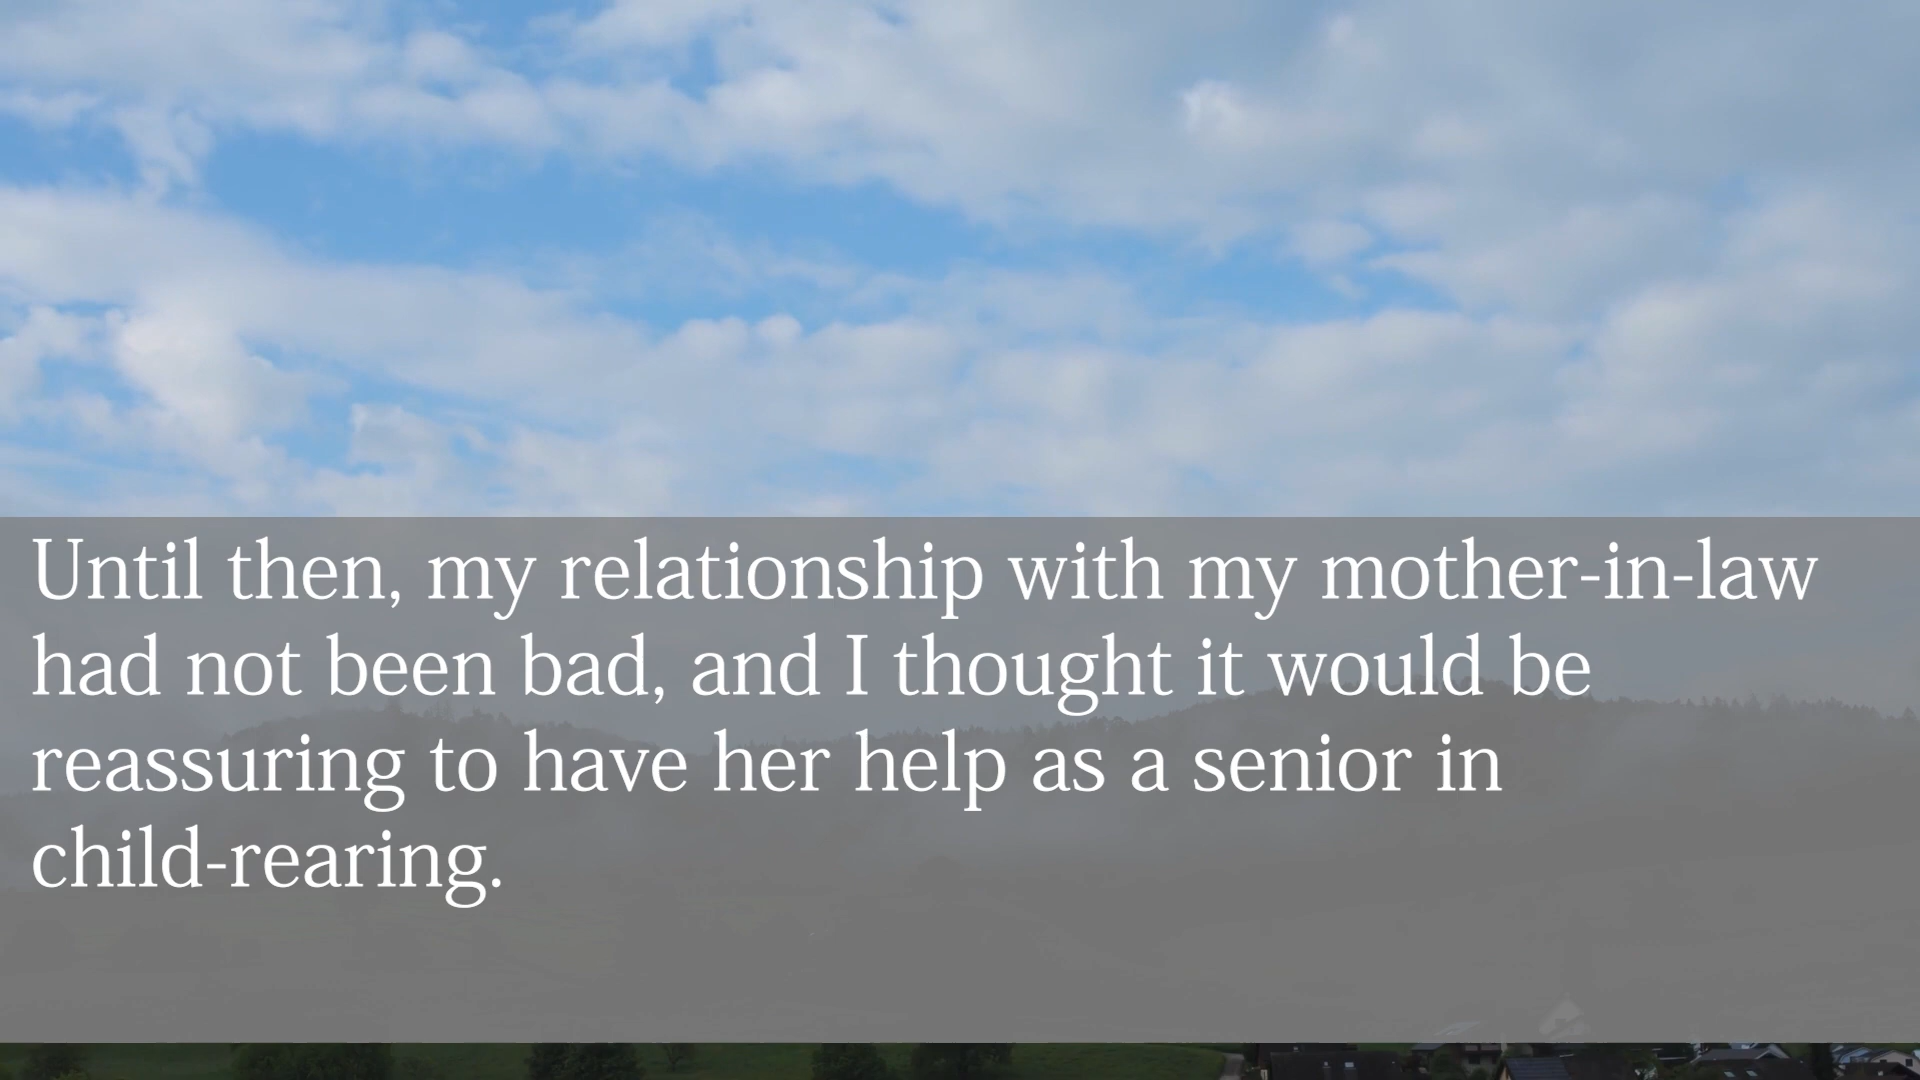 Until then, my relationship with my mother-in-law
had not been bad, and I thought it would be
reassuring to have her help as a senior in
child-rearing.